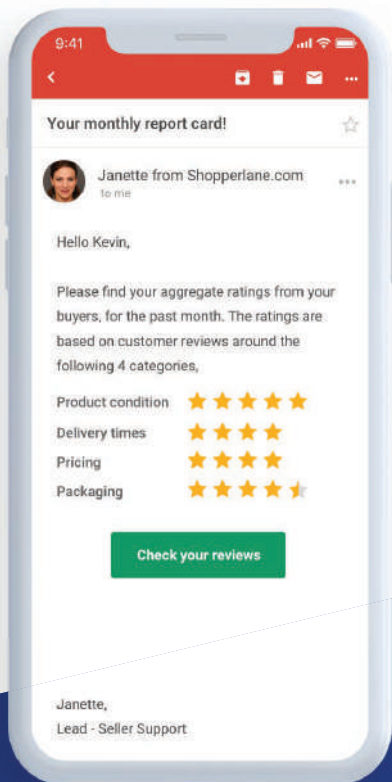 9:41
Your monthly report card!
Janette from Shopperlane.com
to me
Hello Kevin,
Please find your aggregate ratings from your
buyers, for the past month. The ratings are
based on customer reviews around the
following 4 categories,
Product condition
Delivery times
Pricing
Packaging
Check your reviews
Janette,
Lead - Seller Support